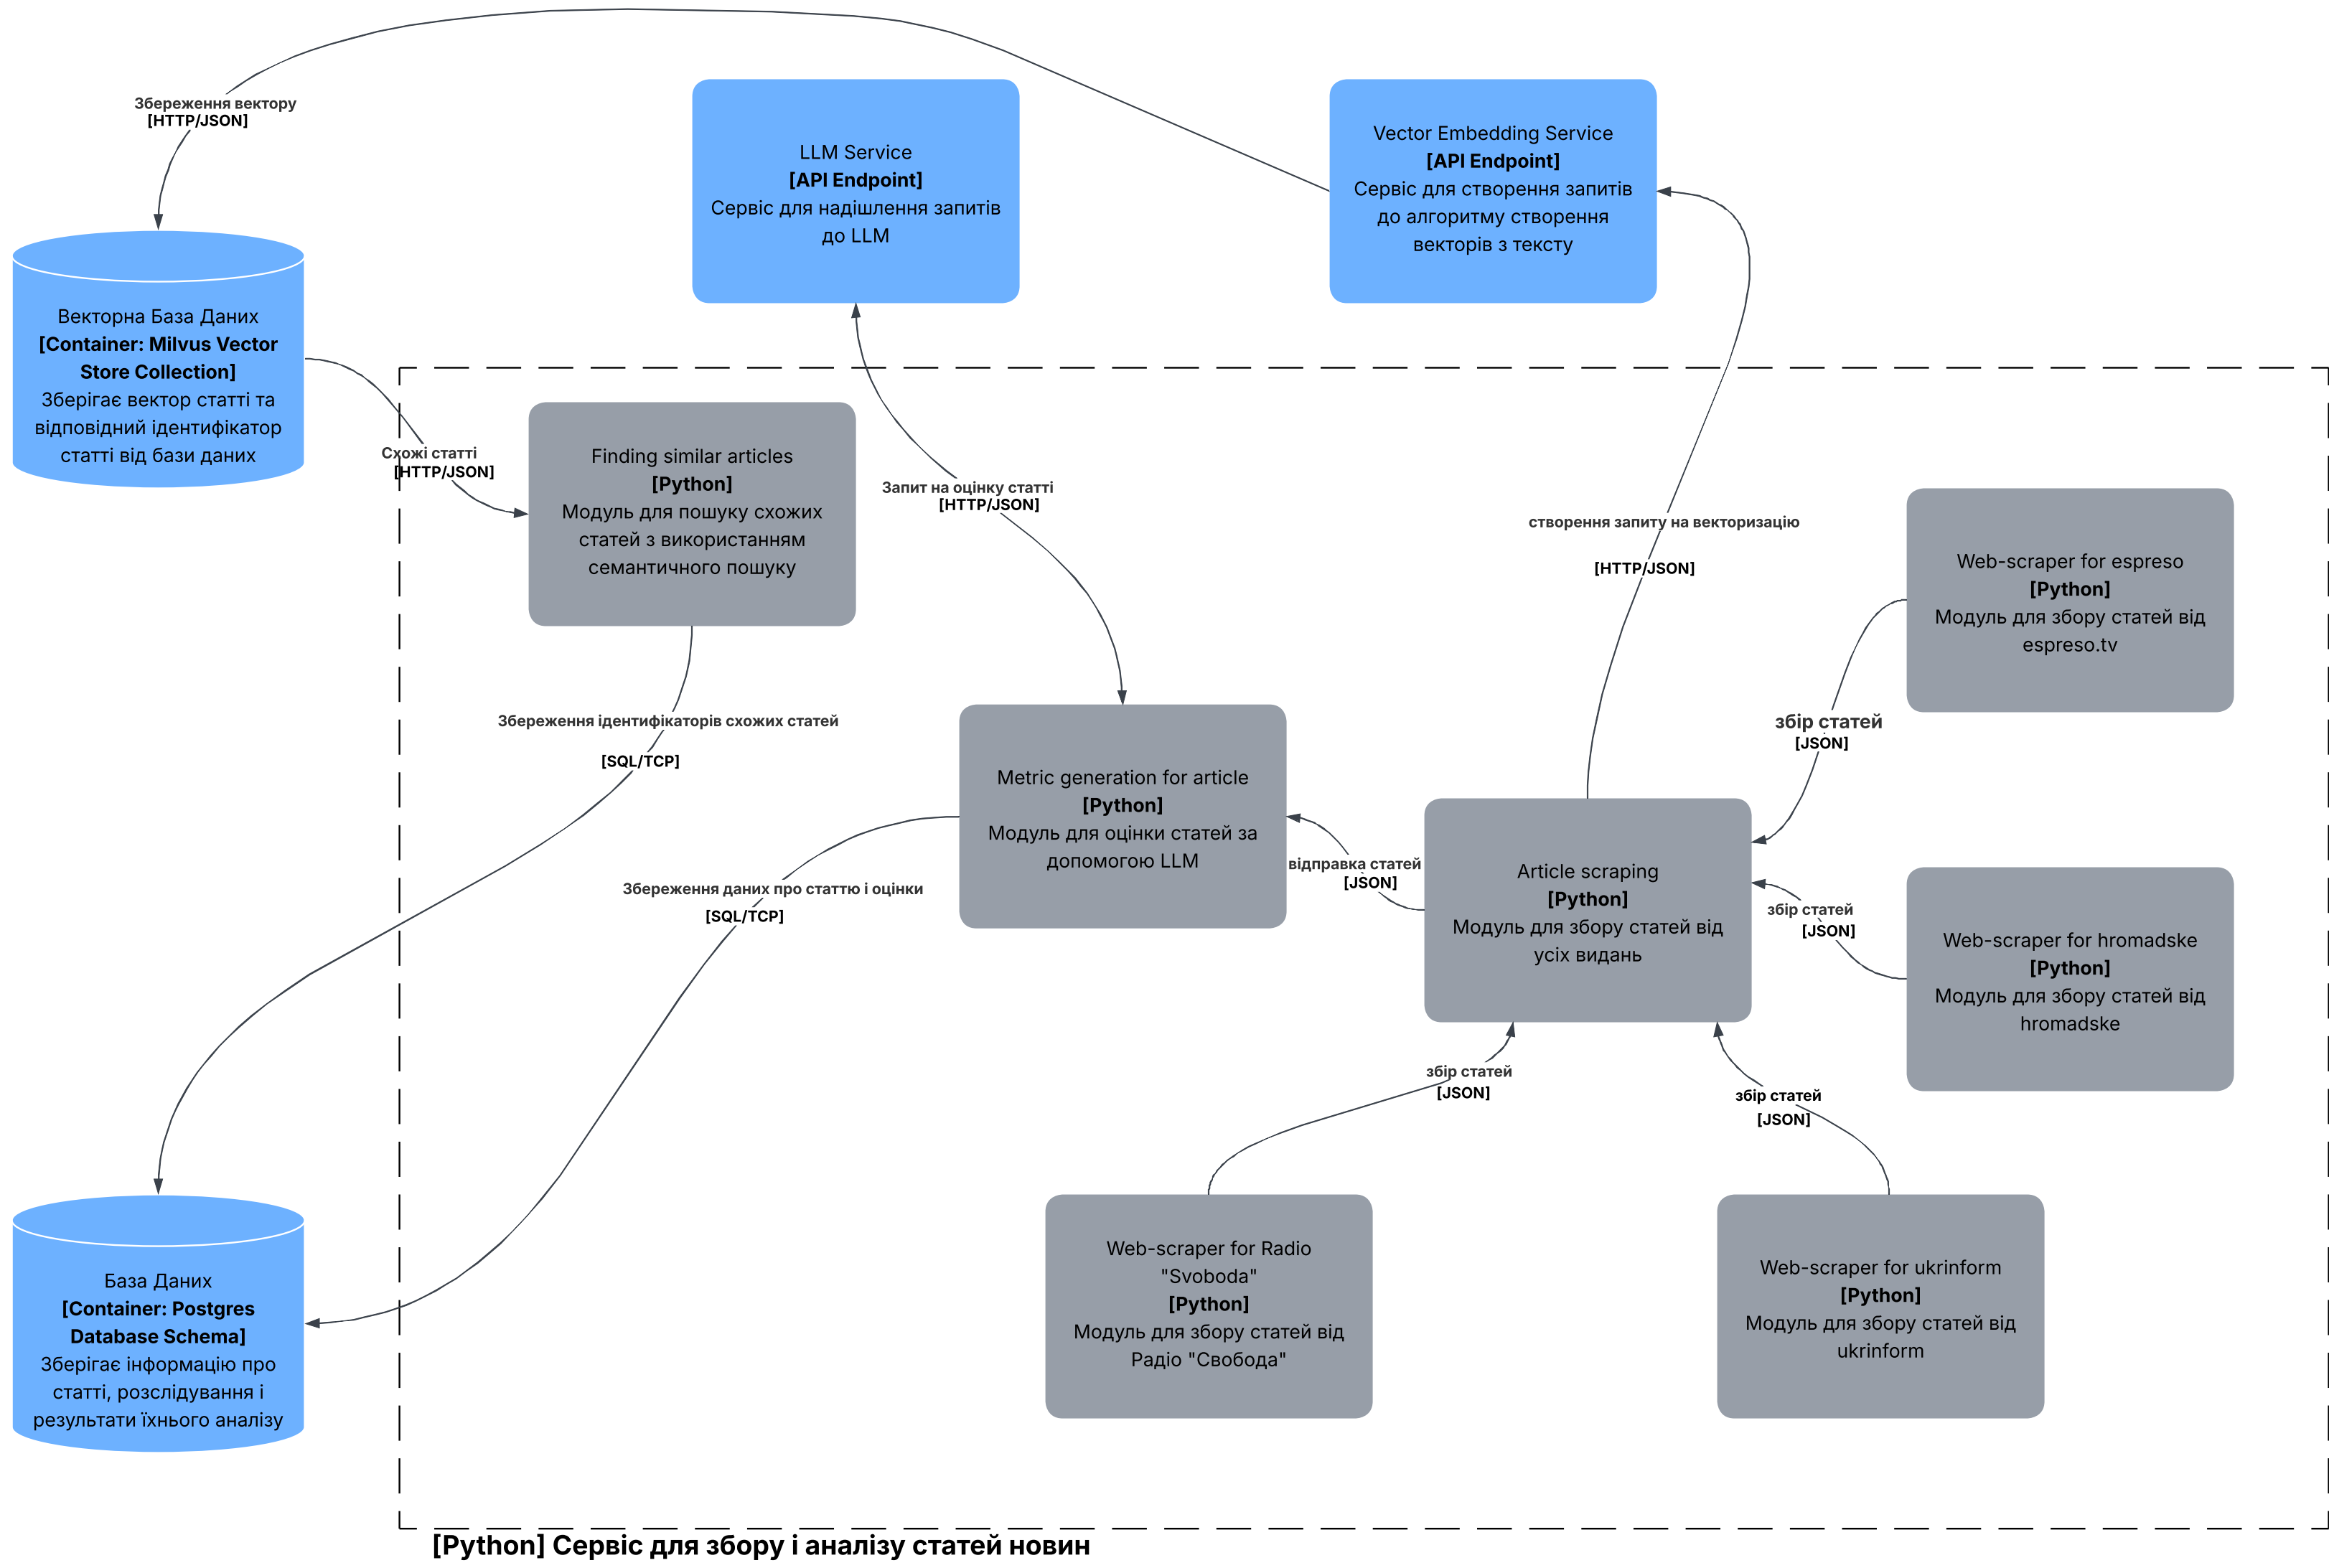 Збереження вектору
[HTTP/JSON]
LLM Service
[API Endpoint]
Сервіс для надішлення запитів
до LLM
Vector Embedding Service
[API Endpoint]
Сервіс для створення запитів
до алгоритму створення
векторів з тексту
Векторна База Даних
[Container: Milvus Vector
Store Collection]
Зберігає вектор статті та
відповідний ідентифікатор
статті від бази даних
Схожі статті
[HTTP/JSON]
Finding similar articles
[Python]
Модуль для пошуку схожих
статей з використанням
семантичного пошуку
Запит на оцінку статті
[HTTP/JSON]
створення запиту на векторизацію
[HTTP/JSON]
Web-scraper for espreso
[Python]
Модуль для збору статей від
espreso.tv
Збереження ідентифікаторів схожих статей
[SQL/TCP]
збір статей
[JSON]
Metric generation for article
[Python]
Модуль для оцінки статей за
допомогою LLM
Збереження даних про статтю і оцінки
[SQL/TCP]
відправка статей
[JSON]
Article scraping
[Python]
Модуль для збору статей від
усіх видань
збір статей
[JSON]
Web-scraper for hromadske
[Python]
Модуль для збору статей від
hromadske
збір статей
[JSON]
збір статей
[JSON]
База Даних
[Container: Postgres
Database Schema]
Зберігає інформацію про
статті, розслідування і
результати їхнього аналізу
Web-scraper for Radio
"Svoboda"
[Python]
Модуль для збору статей від
Радіо "Свобода"
Web-scraper for ukrinform
[Python]
Модуль для збору статей від
ukrinform
[Python] Сервіс для збору і аналізу статей новин